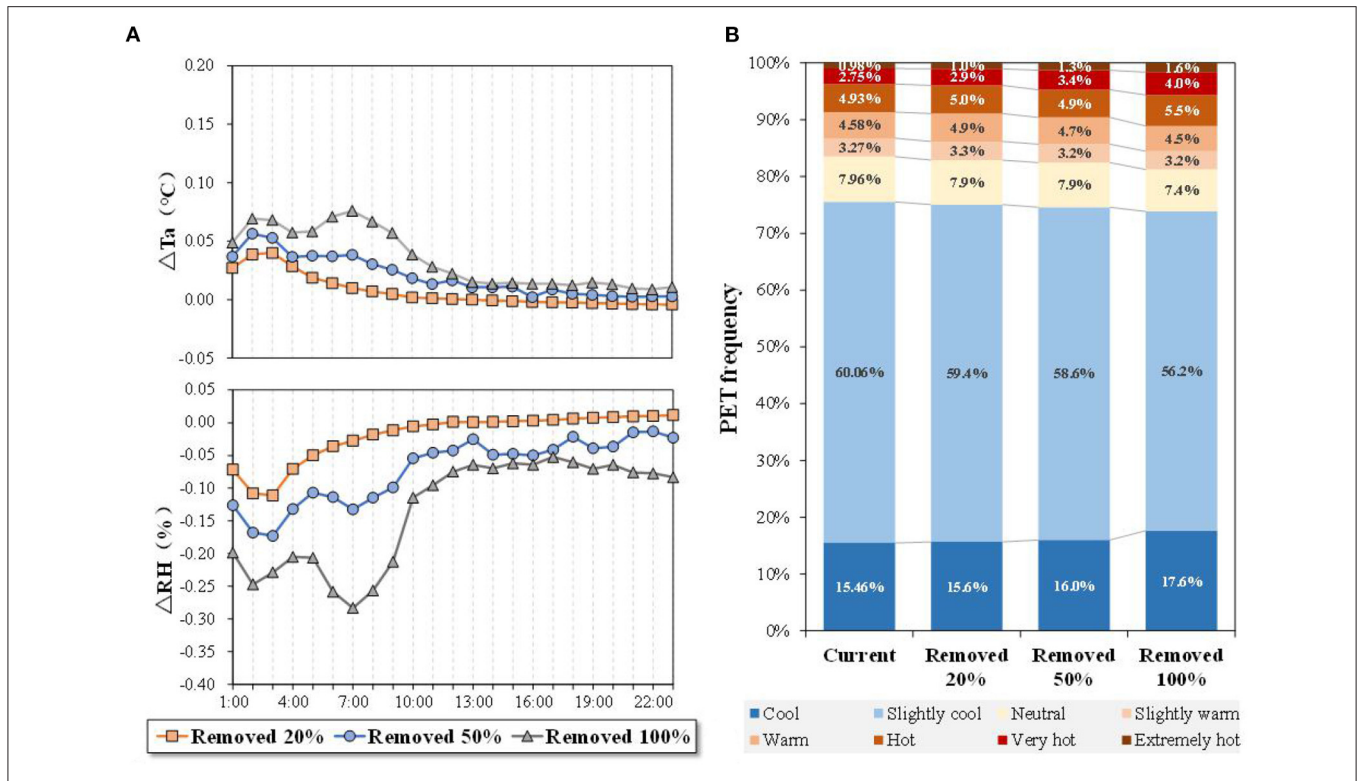 A
0.20
0.15
0.10
0.05
0.00
-0.05
△Ta（°C）
0.05
0.00
-0.05
-0.10
-0.15
-0.20
-0.25
-0.30
-0.35
-0.40
△RH（%）
1:00 4:00 7:00 10:00 13:00 16:00 19:00 22:00
Removed 20% Removed 50% Removed 100%
B
100%
90%
80%
70%
60%
50%
40%
30%
20%
10%
0%
PET frequency
0.98% 1.0% 1.3% 1.6%
2.75% 2.9% 3.4% 4.0%
4.93% 5.0% 4.9% 5.5%
4.58% 4.9% 4.7% 4.5%
3.27% 3.3% 3.2% 3.2%
7.96% 7.9% 7.9% 7.4%
60.06% 59.4% 58.6% 56.2%
15.46% 15.6% 16.0% 17.6%
Current Removed Removed Removed
20% 50% 100%
Cool Slightly cool Neutral Slightly warm
Warm Hot Very hot Extremely hot